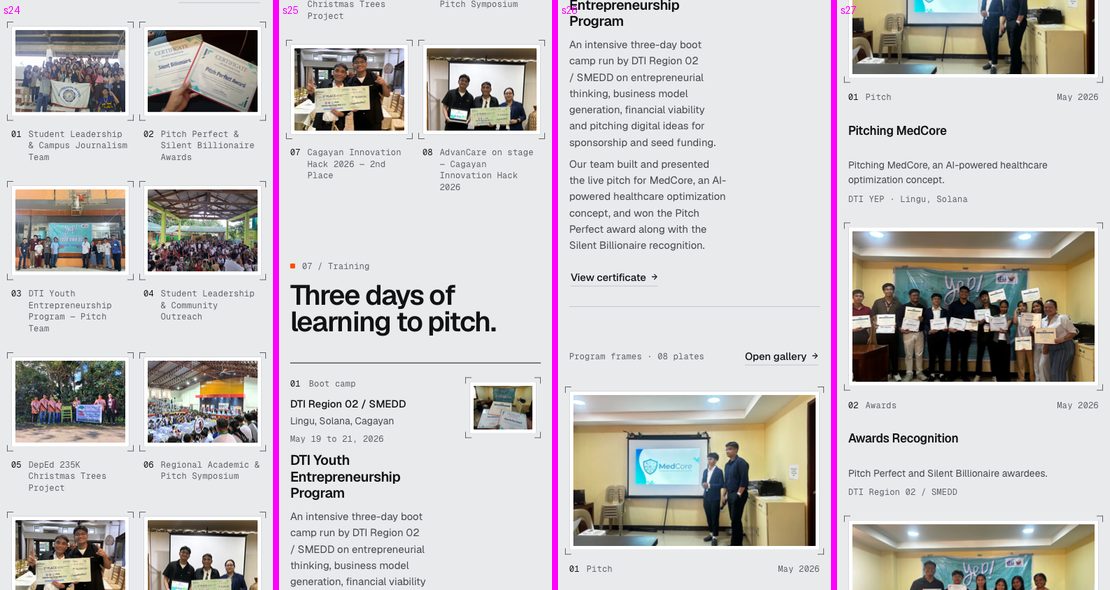 s24
01 Student Leadership
& Campus Journalism
Team
02 Pitch Perfect &
Silent Billionaire
Awards
03 DTI Youth
Entrepreneurship
Program — Pitch
Team
04 Student Leadership
& Community
Outreach
05 DepEd 235K
Christmas Trees
Project
06 Regional Academic &
Pitch Symposium
s25
Christmas Trees
Project
Pitch Symposium
07 Cagayan Innovation
Hack 2026 — 2nd
Place
08 AdvanCare on stage
— Cagayan
Innovation Hack
2026
07 / Training
Three days of
learning to pitch.
01 Boot camp
DTI Region 02 / SMEDD
Lingu, Solana, Cagayan
May 19 to 21, 2026
DTI Youth
Entrepreneurship
Program
An intensive three-day boot
camp run by DTI Region 02
/ SMEDD on entrepreneurial
thinking, business model
generation, financial viability
s26
Entrepreneurship
Program
An intensive three-day boot
camp run by DTI Region 02
/ SMEDD on entrepreneurial
thinking, business model
generation, financial viability
and pitching digital ideas for
sponsorship and seed funding.
Our team built and presented
the live pitch for MedCore, an AI-
powered healthcare optimization
concept, and won the Pitch
Perfect award along with the
Silent Billionaire recognition.
View certificate →
Program frames · 08 plates
Open gallery →
MedCore
01 Pitch
May 2026
s27
01 Pitch
May 2026
Pitching MedCore
Pitching MedCore, an AI-powered healthcare
optimization concept.
DTI YEP · Lingu, Solana
yep!
02 Awards
May 2026
Awards Recognition
Pitch Perfect and Silent Billionaire awardees.
DTI Region 02 / SMEDD
yep!